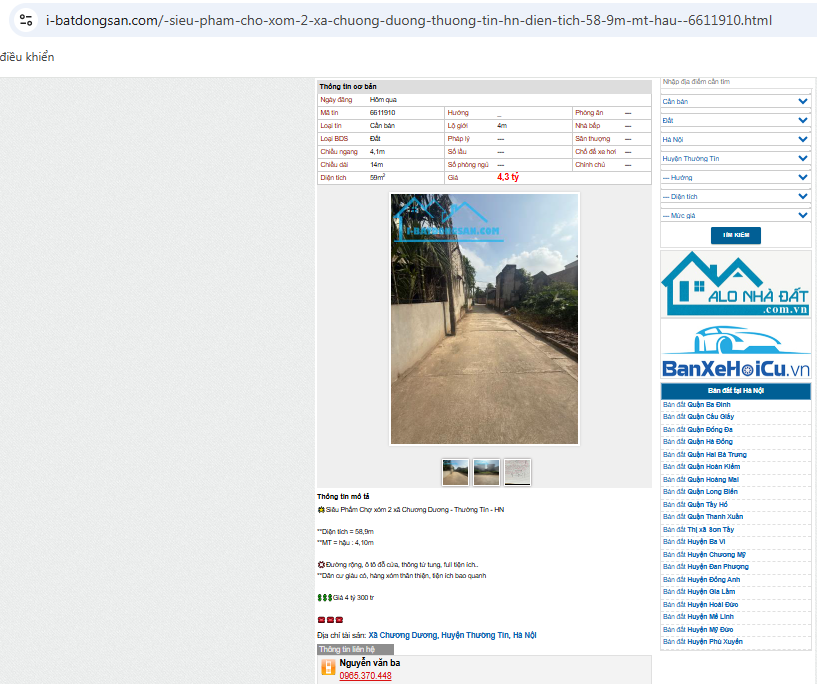 i-batdongsan.com/-sieu-pham-cho-xom-2-xa-chuong-duong-thuong-tin-hn-dien-tich-58-9m-mt-hau--6611910.html
điều khiển
Thông tin cơ bản
Ngày đăng Hôm qua
Mã tin 6611910 Hướng _ Phòng ăn ---
Loại tin Cần bán Lộ giới 4m Nhà bếp ---
Loại BDS Đất Pháp lý --- Sân thượng ---
Chiều ngang 4,1m Số lầu --- Chổ để xe hơi ---
Chiều dài 14m Số phòng ngủ --- Chính chủ ---
Diện tích 59m² Giá 4,3 tỷ
I-BATDONGSAN.COM
Thông tin mô tả
Siêu Phẩm Chợ xóm 2 xã Chương Dương - Thường Tín - HN
**Diện tích = 58,9m
**MT = hậu : 4,10m
Đường rộng, ô tô đỗ cửa, thông tứ tung, full tiện ích..
**Dân cư giàu có, hàng xóm thân thiện, tiện ích bao quanh
$$$Giá 4 tỷ 300 tr
Địa chỉ tài sản: Xã Chương Dương, Huyện Thường Tín, Hà Nội
Thông tin liên hệ
Nguyễn văn ba
0965.370.448
Nhập địa điểm cần tìm
Cần bán
Đất
Hà Nội
Huyện Thường Tín
--- Hướng
--- Diện tích
--- Mức giá
TÌM KIẾM
ALO NHÀ ĐẤT
.com.vn
BanXeHoiCu.vn
Bán đất tại Hà Nội
Bán đất Quận Ba Đình
Bán đất Quận Cầu Giấy
Bán đất Quận Đống Đa
Bán đất Quận Hà Đông
Bán đất Quận Hai Bà Trưng
Bán đất Quận Hoàn Kiếm
Bán đất Quận Hoàng Mai
Bán đất Quận Long Biên
Bán đất Quận Tây Hồ
Bán đất Quận Thanh Xuân
Bán đất Thị xã Sơn Tây
Bán đất Huyện Ba Vì
Bán đất Huyện Chương Mỹ
Bán đất Huyện Đan Phượng
Bán đất Huyện Đông Anh
Bán đất Huyện Gia Lâm
Bán đất Huyện Hoài Đức
Bán đất Huyện Mê Linh
Bán đất Huyện Mỹ Đức
Bán đất Huyện Phú Xuyên